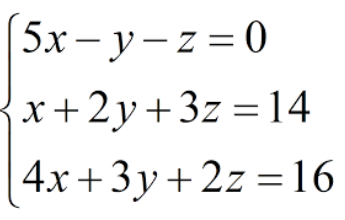 5x − y − z = 0
x + 2y + 3z = 14
4x + 3y + 2z = 16